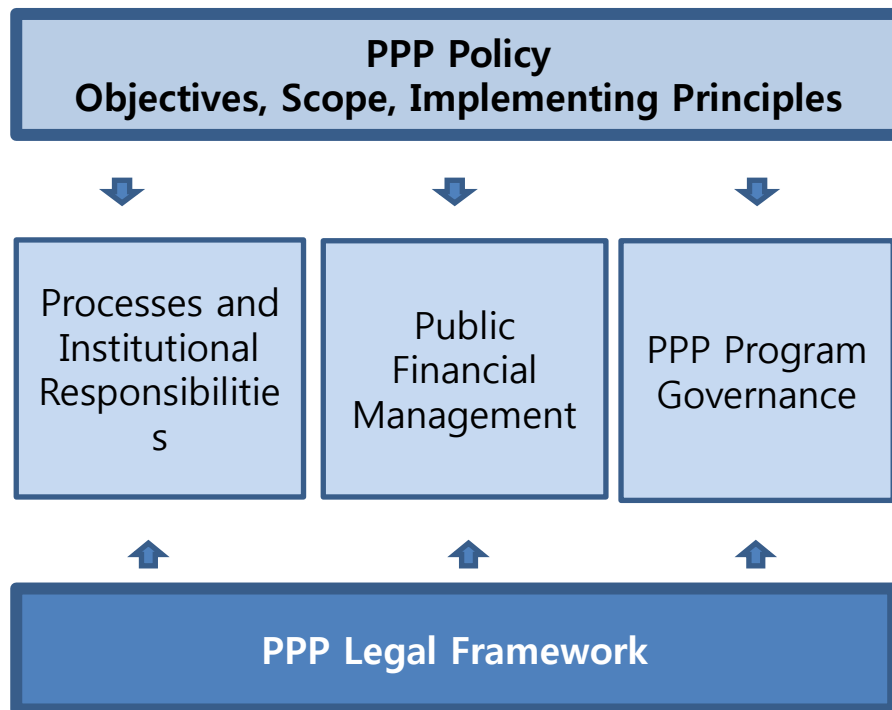 PPP Policy
Objectives, Scope, Implementing Principles
Processes and
Institutional
Responsibilitie
s
Public
Financial
Management
PPP Program
Governance
PPP Legal Framework